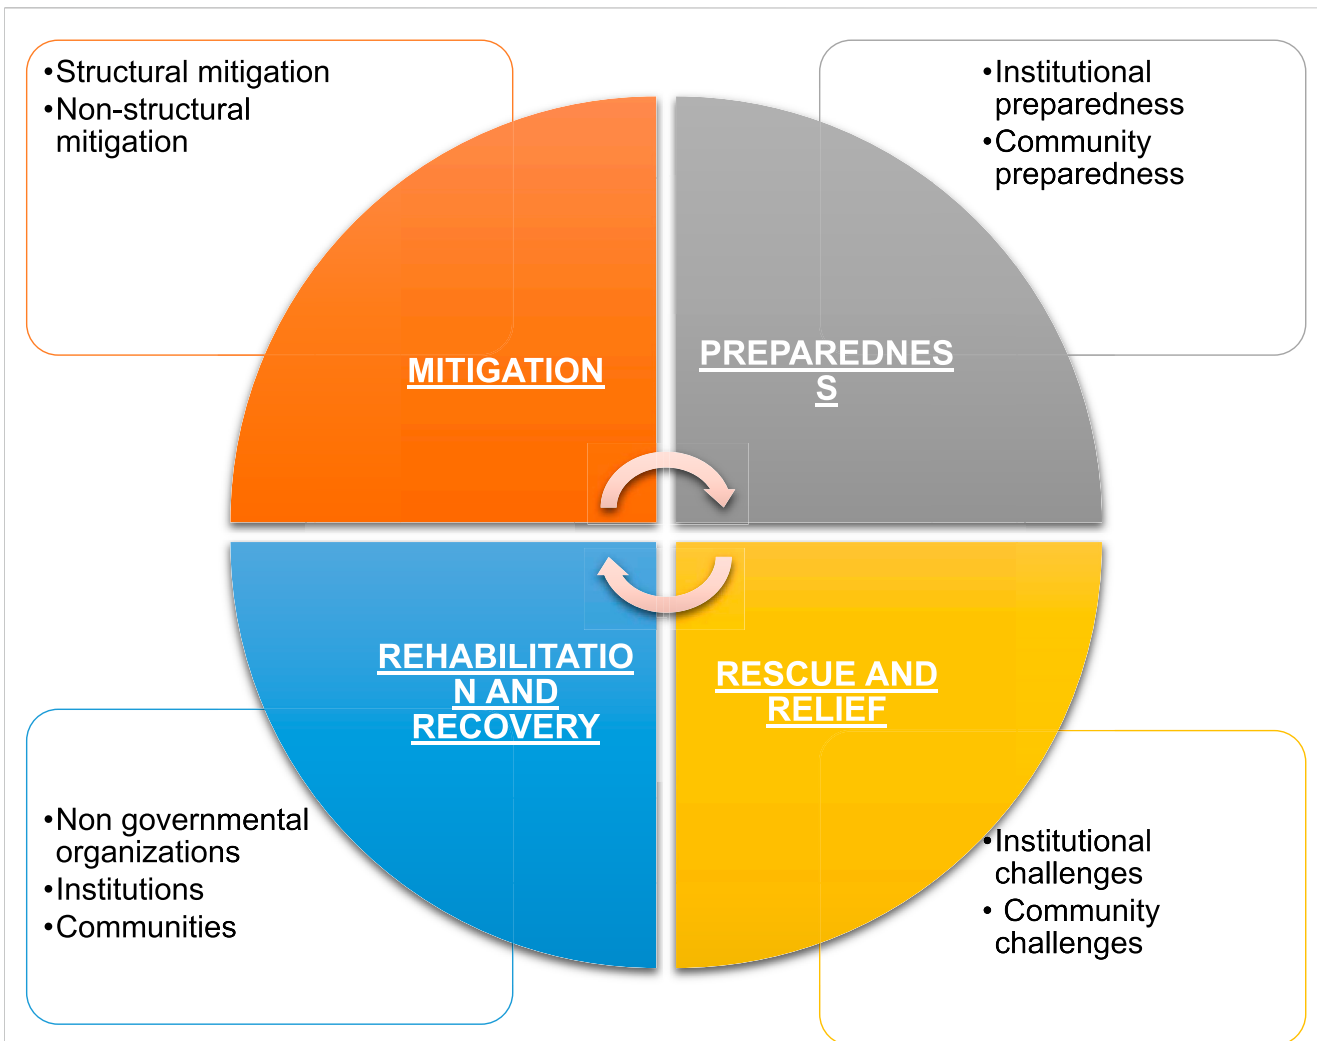 •Structural mitigation
•Non-structural
mitigation
•Institutional
preparedness
•Community
preparedness
MITIGATION
PREPAREDNES
S
REHABILITATIO
N AND
RECOVERY
RESCUE AND
RELIEF
•Non governmental
organizations
•Institutions
•Communities
•Institutional
challenges
• Community
challenges